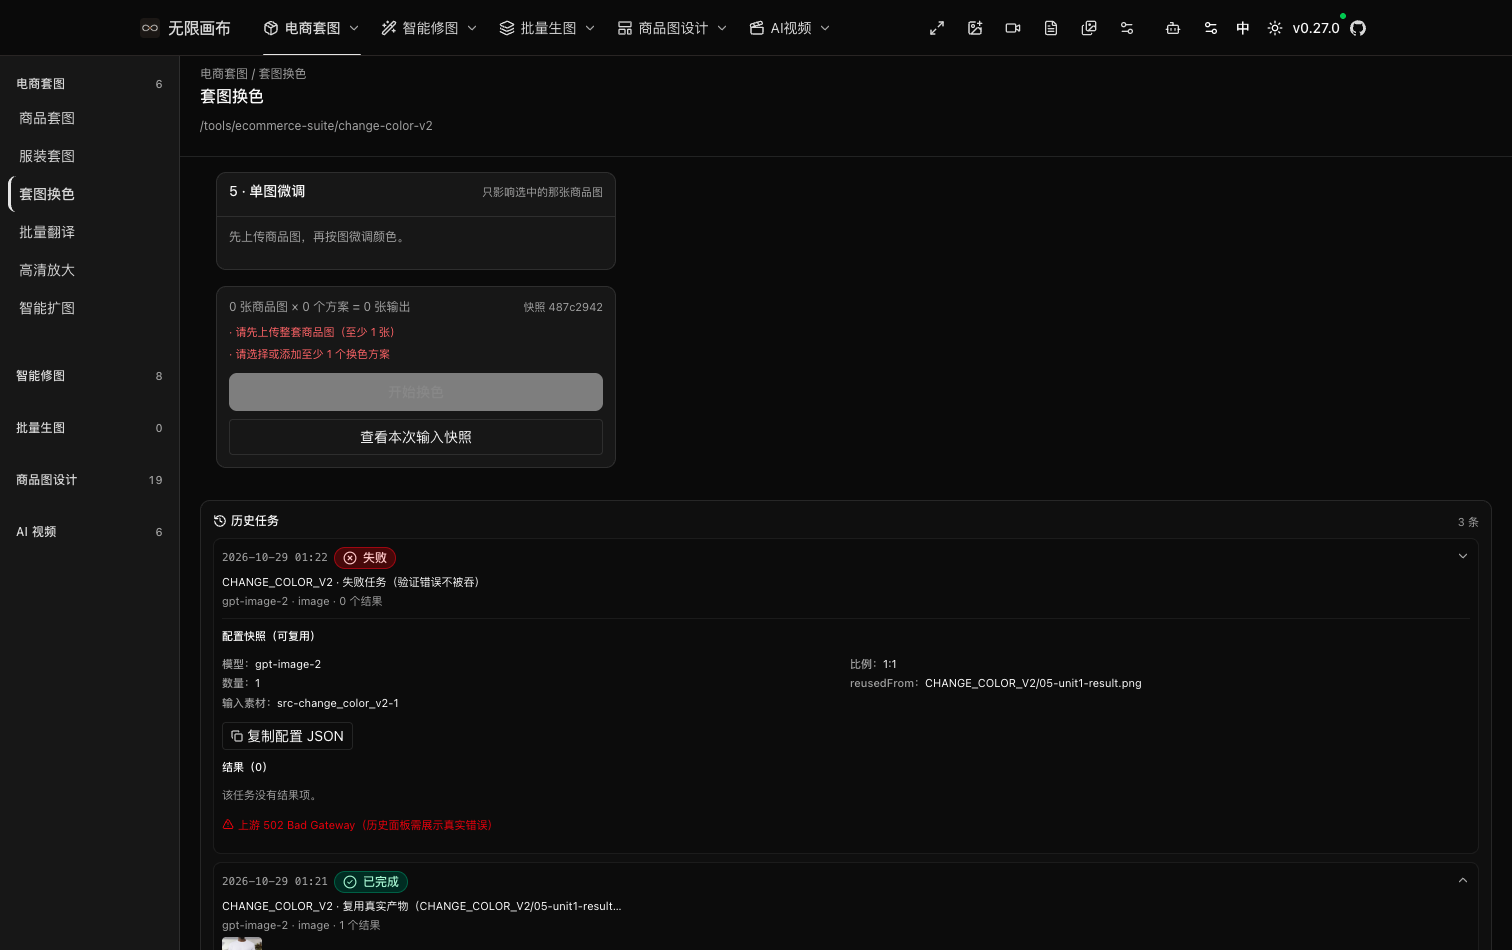 无限画布
电商套图
智能修图
批量生图
商品图设计
AI视频
中
v0.27.0
电商套图 6
商品套图
服装套图
套图换色
批量翻译
高清放大
智能扩图
智能修图 8
批量生图 0
商品图设计 19
AI 视频 6
电商套图 / 套图换色
套图换色
/tools/ecommerce-suite/change-color-v2
5 · 单图微调 只影响选中的那张商品图
先上传商品图，再按图微调颜色。
0 张商品图 × 0 个方案 = 0 张输出 快照 487c2942
· 请先上传整套商品图（至少 1 张）
· 请选择或添加至少 1 个换色方案
开始换色
查看本次输入快照
历史任务 3 条
2026-10-29 01:22 失败
CHANGE_COLOR_V2 · 失败任务（验证错误不被吞）
gpt-image-2 · image · 0 个结果
配置快照（可复用）
模型：gpt-image-2 比例：1:1
数量：1 reusedFrom：CHANGE_COLOR_V2/05-unit1-result.png
输入素材：src-change_color_v2-1
复制配置 JSON
结果（0）
该任务没有结果项。
上游 502 Bad Gateway（历史面板需展示真实错误）
2026-10-29 01:21 已完成
CHANGE_COLOR_V2 · 复用真实产物（CHANGE_COLOR_V2/05-unit1-result...
gpt-image-2 · image · 1 个结果